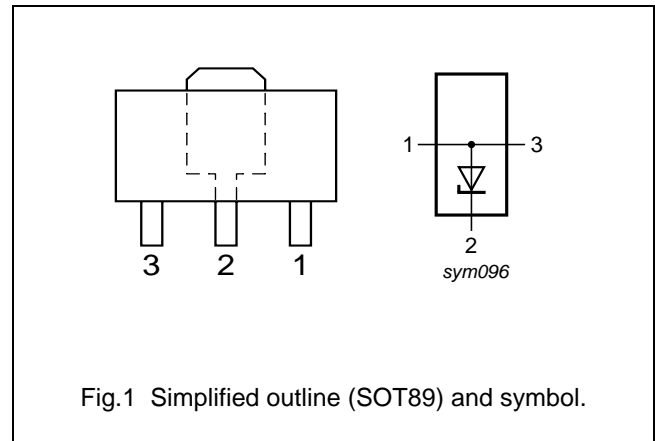 3 2 1
1 3
2
sym096
Fig.1 Simplified outline (SOT89) and symbol.